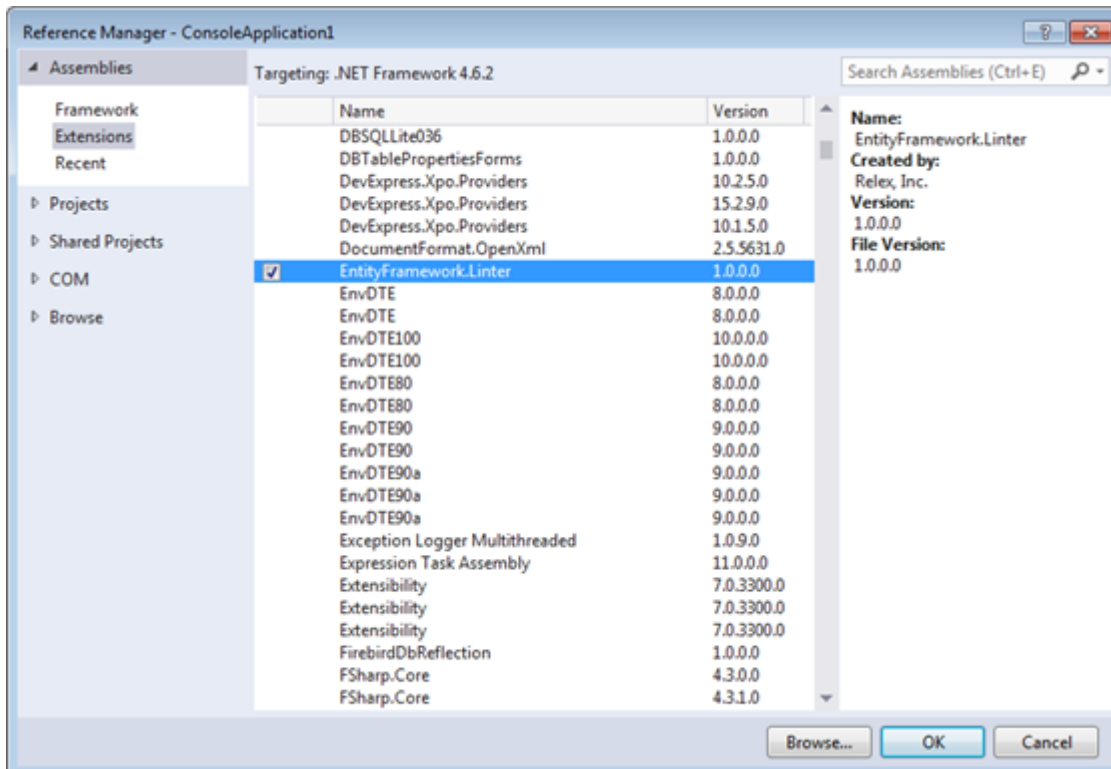 Reference Manager - ConsoleApplication1
Assemblies
Framework
Extensions
Recent
Projects
Shared Projects
COM
Browse
Targeting: .NET Framework 4.6.2
Search Assemblies (Ctrl+E)
Name Version
DBSQLLite036 1.0.0.0
DBTablePropertiesForms 1.0.0.0
DevExpress.Xpo.Providers 10.2.5.0
DevExpress.Xpo.Providers 15.2.9.0
DevExpress.Xpo.Providers 10.1.5.0
DocumentFormat.OpenXml 2.5.5631.0
EntityFramework.Linter 1.0.0.0
EnvDTE 8.0.0.0
EnvDTE 8.0.0.0
EnvDTE100 10.0.0.0
EnvDTE100 10.0.0.0
EnvDTE80 8.0.0.0
EnvDTE80 8.0.0.0
EnvDTE90 9.0.0.0
EnvDTE90 9.0.0.0
EnvDTE90a 9.0.0.0
EnvDTE90a 9.0.0.0
EnvDTE90a 9.0.0.0
Exception Logger Multithreaded 1.0.9.0
Expression Task Assembly 11.0.0.0
Extensibility 7.0.3300.0
Extensibility 7.0.3300.0
Extensibility 7.0.3300.0
FirebirdDbReflection 1.0.0.0
FSharp.Core 4.3.0.0
FSharp.Core 4.3.1.0
Name:
EntityFramework.Linter
Created by:
Relex, Inc.
Version:
1.0.0.0
File Version:
1.0.0.0
Browse... OK Cancel